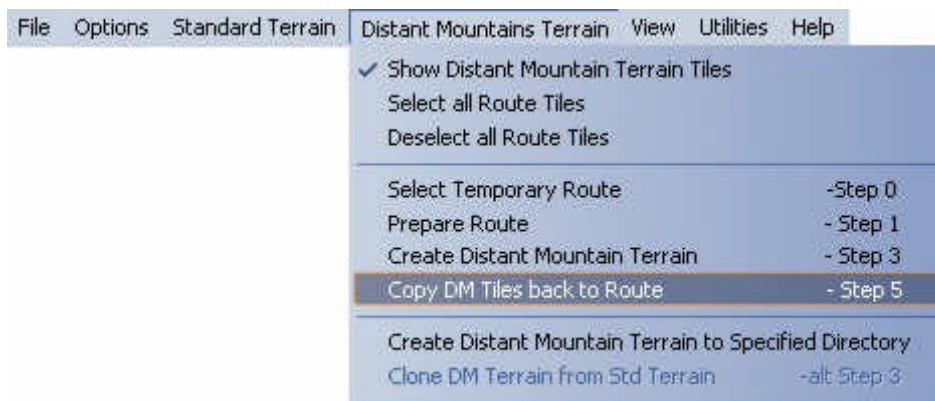 File Options Standard Terrain Distant Mountains Terrain View Utilities Help
Show Distant Mountain Terrain Tiles
Select all Route Tiles
Deselect all Route Tiles
Select Temporary Route -Step 0
Prepare Route - Step 1
Create Distant Mountain Terrain - Step 3
Copy DM Tiles back to Route - Step 5
Create Distant Mountain Terrain to Specified Directory
Clone DM Terrain from Std Terrain -alt Step 3